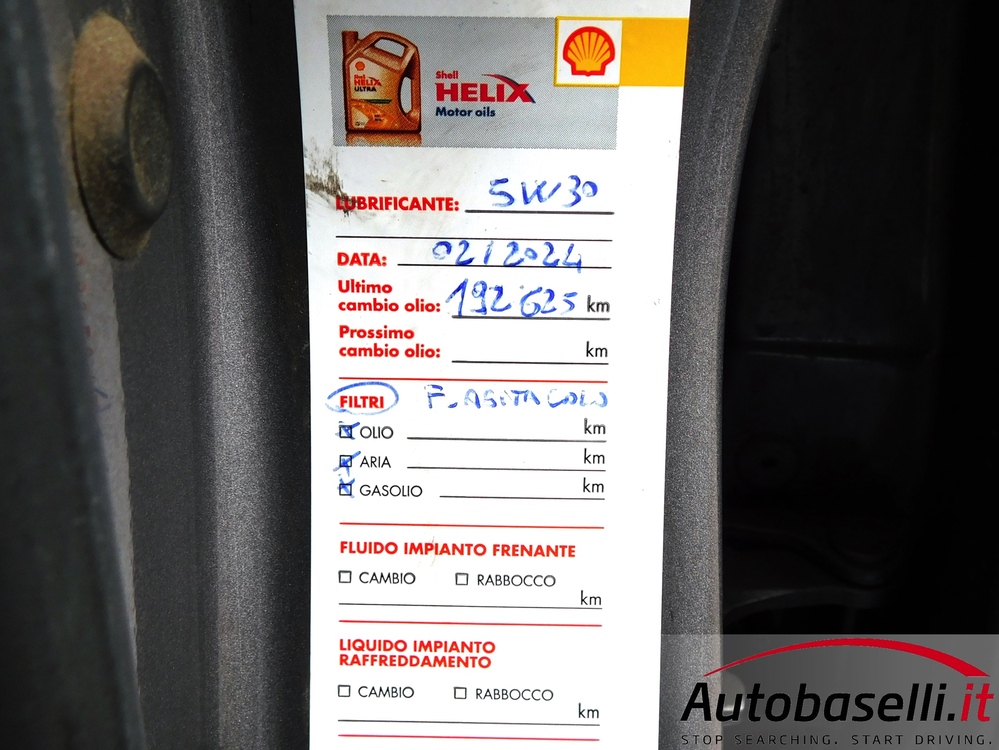 Shell
HELIX
ULTRA
Shell
HELIX
Motor oils
LUBRIFICANTE: 5W30
DATA: 02/2024
Ultimo
cambio olio: 192625 km
Prossimo
cambio olio: km
FILTRI F.
OLIO km
ARIA km
GASOLIO km
FLUIDO IMPIANTO FRENANTE
CAMBIO RABBOCCO
km
LIQUIDO IMPIANTO
RAFFREDDAMENTO
CAMBIO RABBOCCO
km
Autobaselli.it
STOP SEARCHING. START DRIVING.